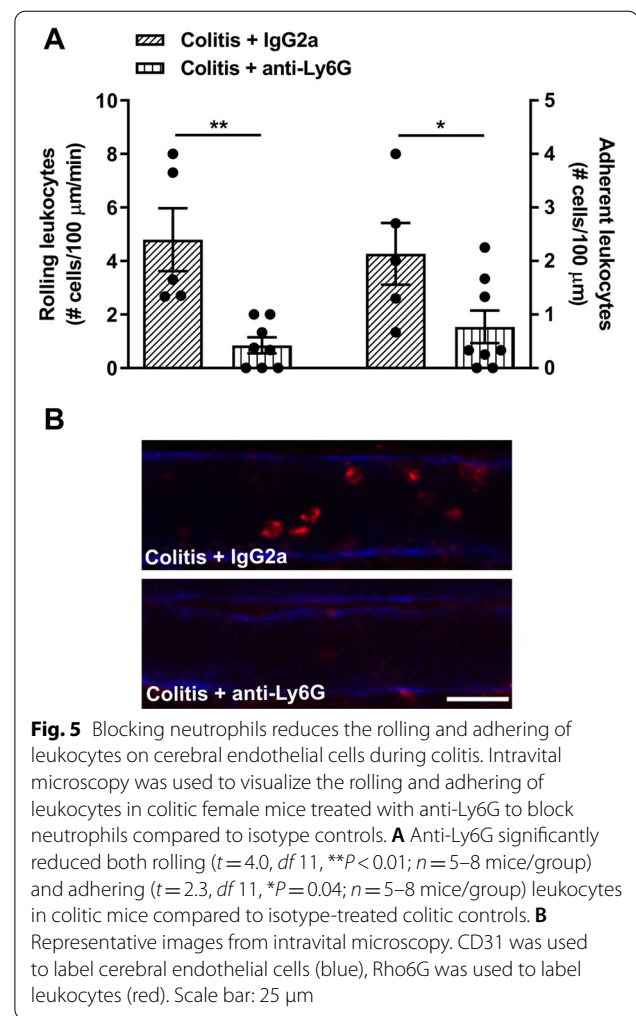 A
Colitis + IgG2a
Colitis + anti-Ly6G
Rolling leukocytes
(# cells/100 μm/min)
10
8
6
4
2
0
**
*
5
4
3
2
1
0
Adherent leukocytes
(# cells/100 μm)
B
Colitis + IgG2a
Colitis + anti-Ly6G
Fig. 5 Blocking neutrophils reduces the rolling and adhering of
leukocytes on cerebral endothelial cells during colitis. Intravital
microscopy was used to visualize the rolling and adhering of
leukocytes in colitic female mice treated with anti-Ly6G to block
neutrophils compared to isotype controls. A Anti-Ly6G significantly
reduced both rolling (t = 4.0, df 11, **P < 0.01; n = 5–8 mice/group)
and adhering (t = 2.3, df 11, *P = 0.04; n = 5–8 mice/group) leukocytes
in colitic mice compared to isotype-treated colitic controls. B
Representative images from intravital microscopy. CD31 was used
to label cerebral endothelial cells (blue), Rho6G was used to label
leukocytes (red). Scale bar: 25 μm